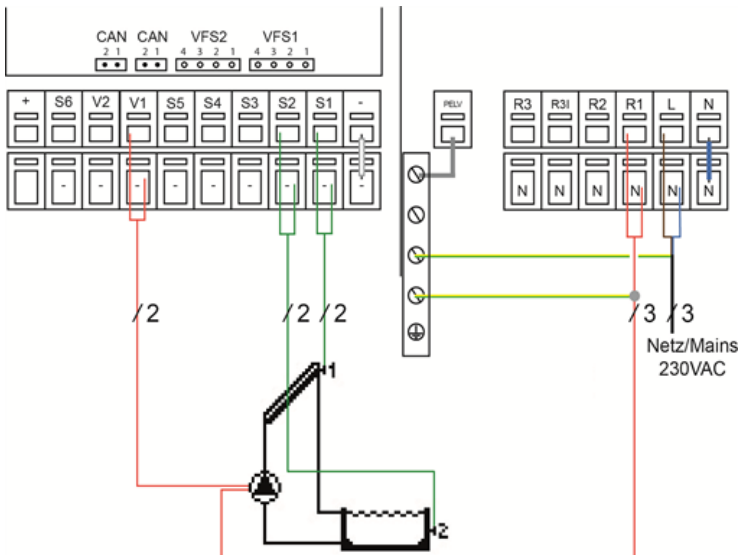 CAN CAN VFS2 VFS1
2 1 2 1 4 3 2 1 4 3 2 1
+ S6 V2 V1 S5 S4 S3 S2 S1 -
- - - - - - - - -
PELV
R3 R3I R2 R1 L N
N N N N N N
/2 /2 /2
/3 /3
Netz/Mains
230VAC
1
2